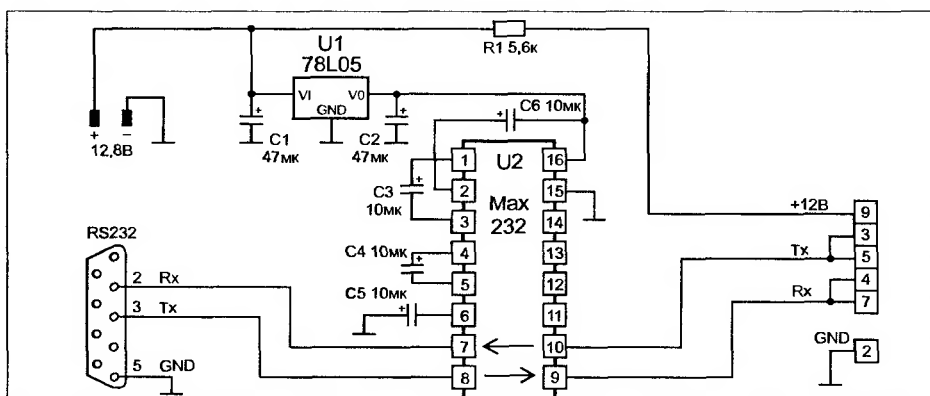 R1 5,6к
U1
78L05
VI
V0
GND
+
+
+
–
12,8В
C1
47мк
C2
47мк
C6 10мк
+
1
2
3
4
5
6
7
8
U2
Max
232
16
15
14
13
12
11
10
9
C3
10мк
+
C4 10мк
+
C5 10мк
+
RS232
2
Rx
3
Tx
5
GND
+12В
9
3
Tx
5
4
Rx
7
GND
2